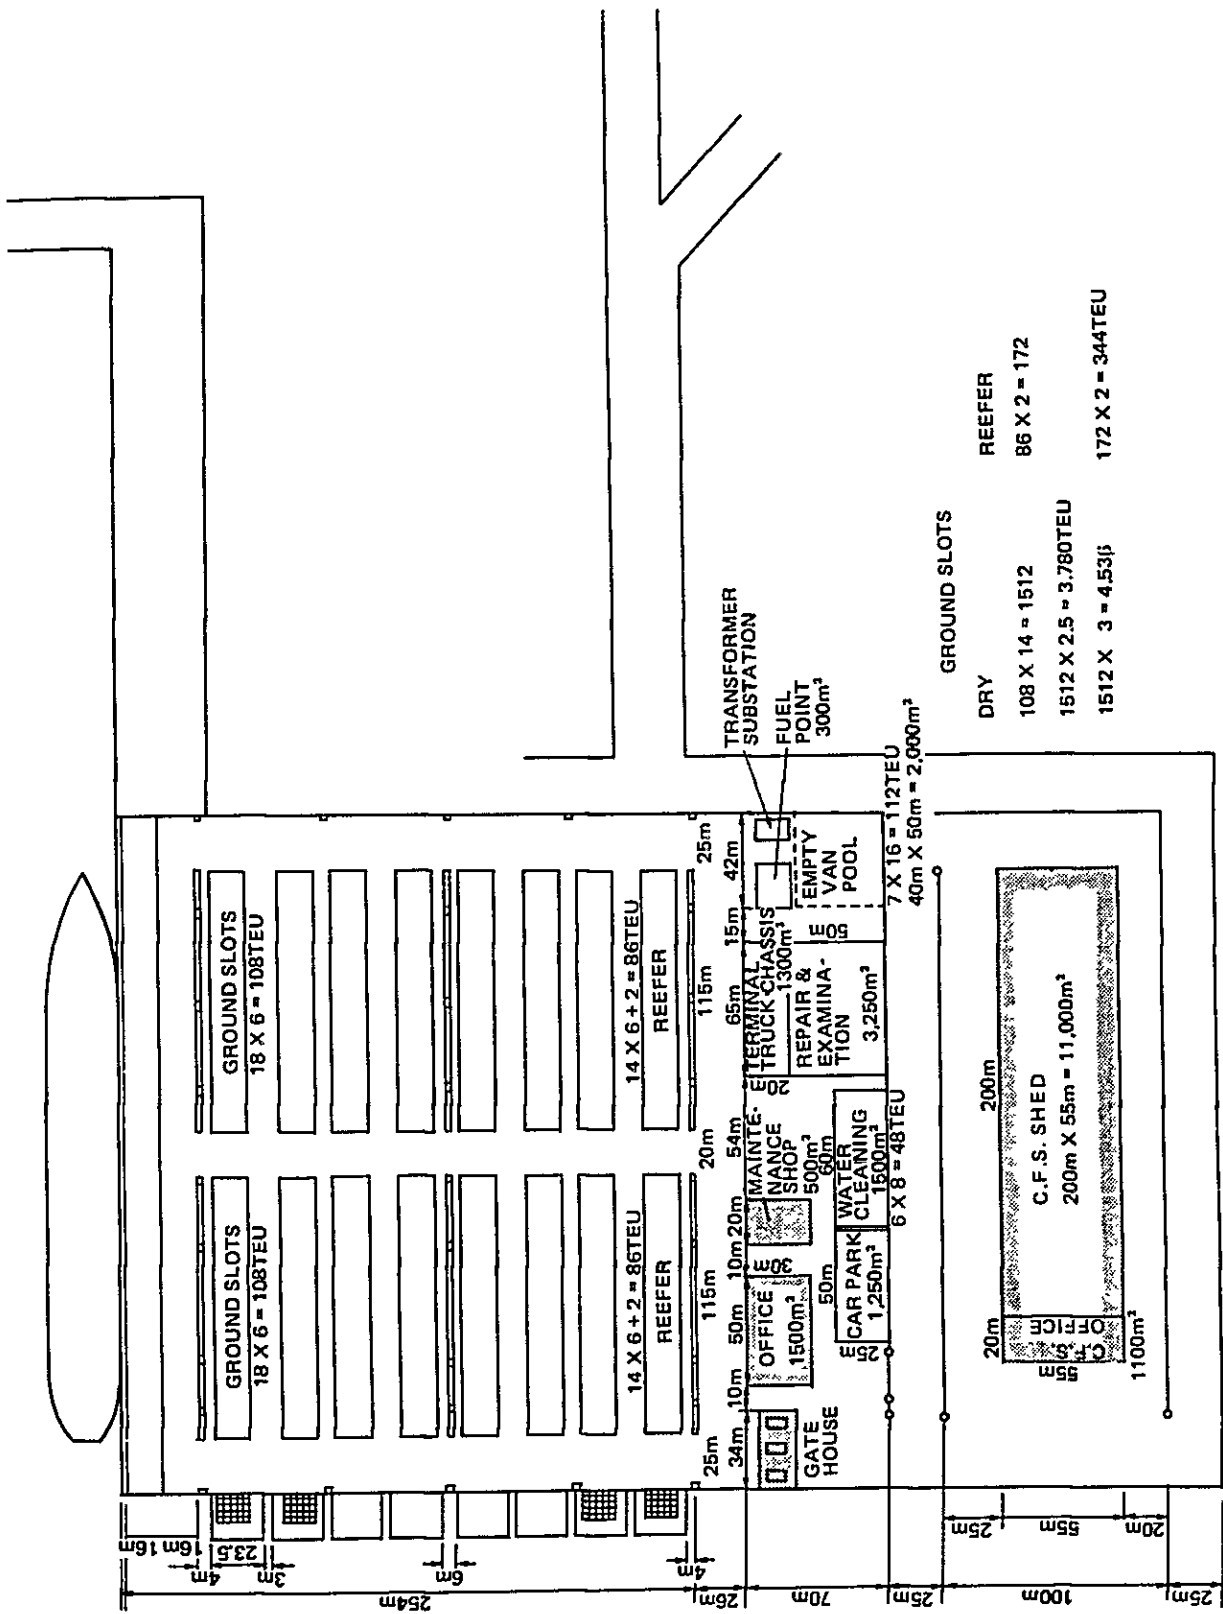 GROUND SLOTS
18 X 6 = 108TEU
GROUND SLOTS
18 X 6 = 108TEU
14 X 6 + 2 = 86TEU
REEFER
14 X 6 + 2 = 86TEU
REEFER
16m 16m
4m
23.5
3m
6m
4m
254m
26m
70m
25m
100m
25m
25m
55m
20m
25m
115m
20m
115m
25m
34m
10m
50m
10m
20m
54m
65m
15m
42m
GATE
HOUSE
OFFICE
1500m²
30m
MAINTE-
NANCE
SHOP
500m²
TERMINAL
TRUCK CHASSIS
1300m²
20m
REPAIR &
EXAMINA-
TION
3,250m²
50m
EMPTY
VAN
POOL
TRANSFORMER
SUBSTATION
FUEL
POINT
300m²
50m
CAR PARK
1,250m²
25m
60m
WATER
CLEANING
1500m²
6 X 8 = 48TEU
7 X 16 = 112TEU
40m X 50m = 2,000m²
20m
200m
C.F.S.
OFFICE
55m
1100m²
C.F.S. SHED
200m X 55m = 11,000m²
GROUND SLOTS
DRY
REEFER
108 X 14 = 1512
86 X 2 = 172
1512 X 2.5 = 3.780TEU
1512 X 3 = 4.536
172 X 2 = 344TEU